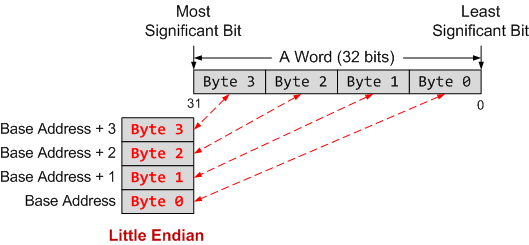 Most
Significant Bit
Least
Significant Bit
A Word (32 bits)
Byte 3 Byte 2 Byte 1 Byte 0
31 0
Base Address + 3 Byte 3
Base Address + 2 Byte 2
Base Address + 1 Byte 1
Base Address Byte 0
Little Endian